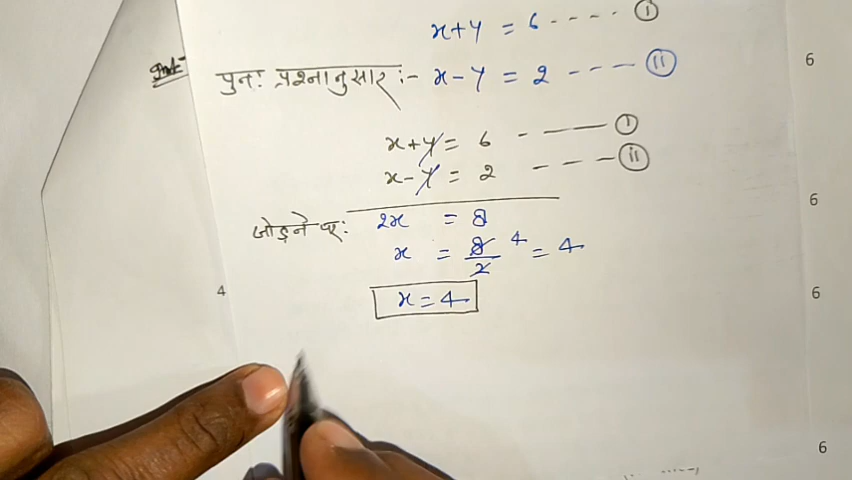 x+y = 6 ---- (i)
पुनः प्रश्नानुसार :- x-y = 2 ---- (ii)
x+y = 6 ---- (i)
x-y = 2 ---- (ii)
जोड़ने पर: 2x = 8
x = 8/2 4 = 4
x = 4
6
6
4
6
6